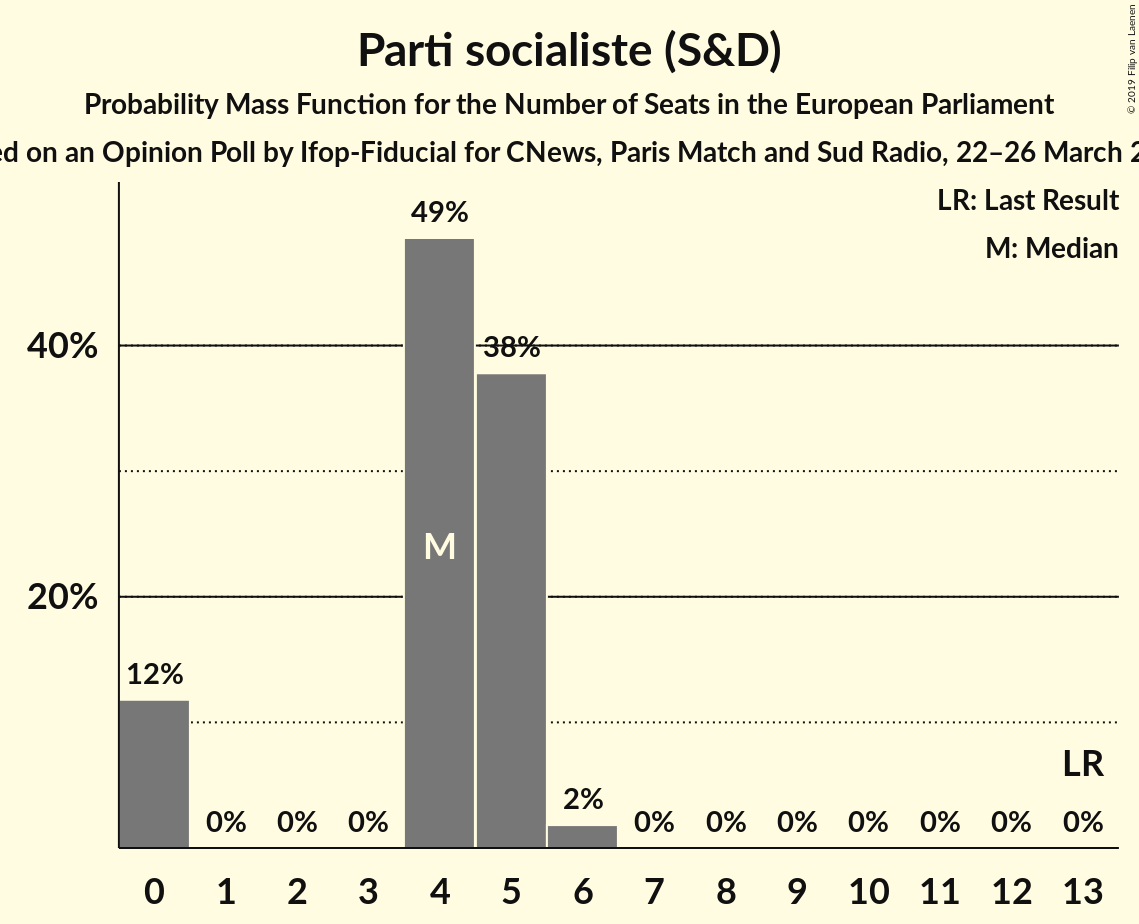 Parti socialiste (S&D)
Probability Mass Function for the Number of Seats in the European Parliament
on an Opinion Poll by Ifop-Fiducial for CNews, Paris Match and Sud Radio, 22–26 March
© 2019 Filip van Laenen
LR: Last Result
M: Median
49%
40%
38%
M
20%
12%
LR
2%
0% 0% 0% 0% 0% 0% 0% 0% 0% 0%
0 1 2 3 4 5 6 7 8 9 10 11 12 13